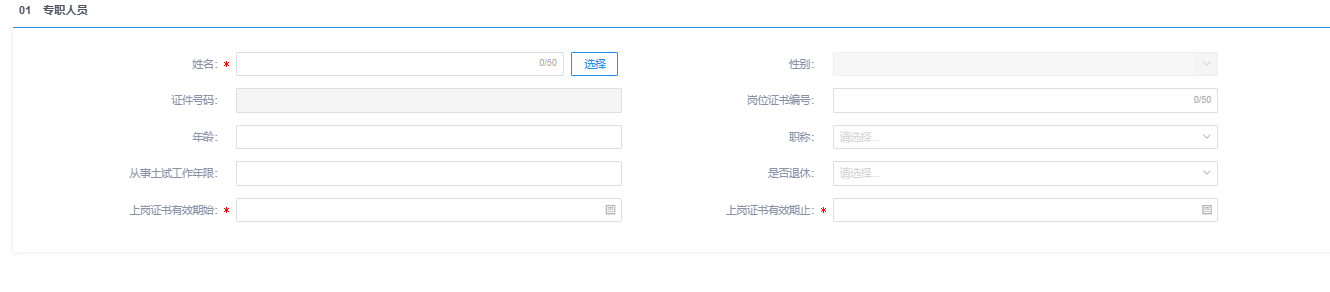 01 专职人员
姓名： * 0/50 选择 性别：
证件号码： 岗位证书编号： 0/50
年龄： 职称： 请选择...
从事土试工作年限： 是否退休： 请选择...
上岗证书有效期始： * 上岗证书有效期止： *